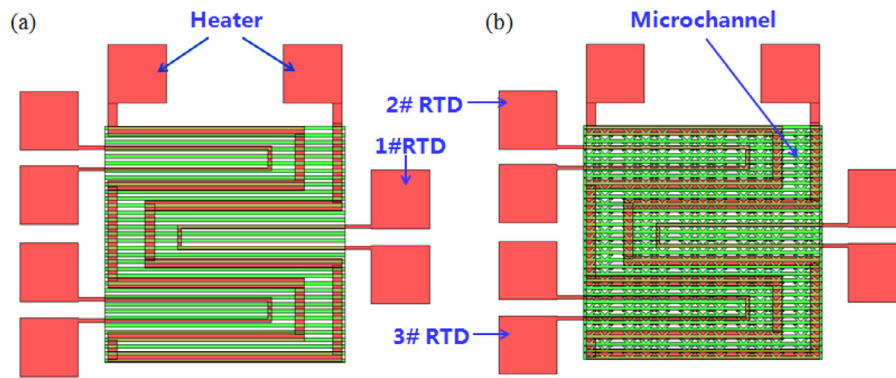 (a)
Heater
1#RTD
(b)
Microchannel
2# RTD
3# RTD